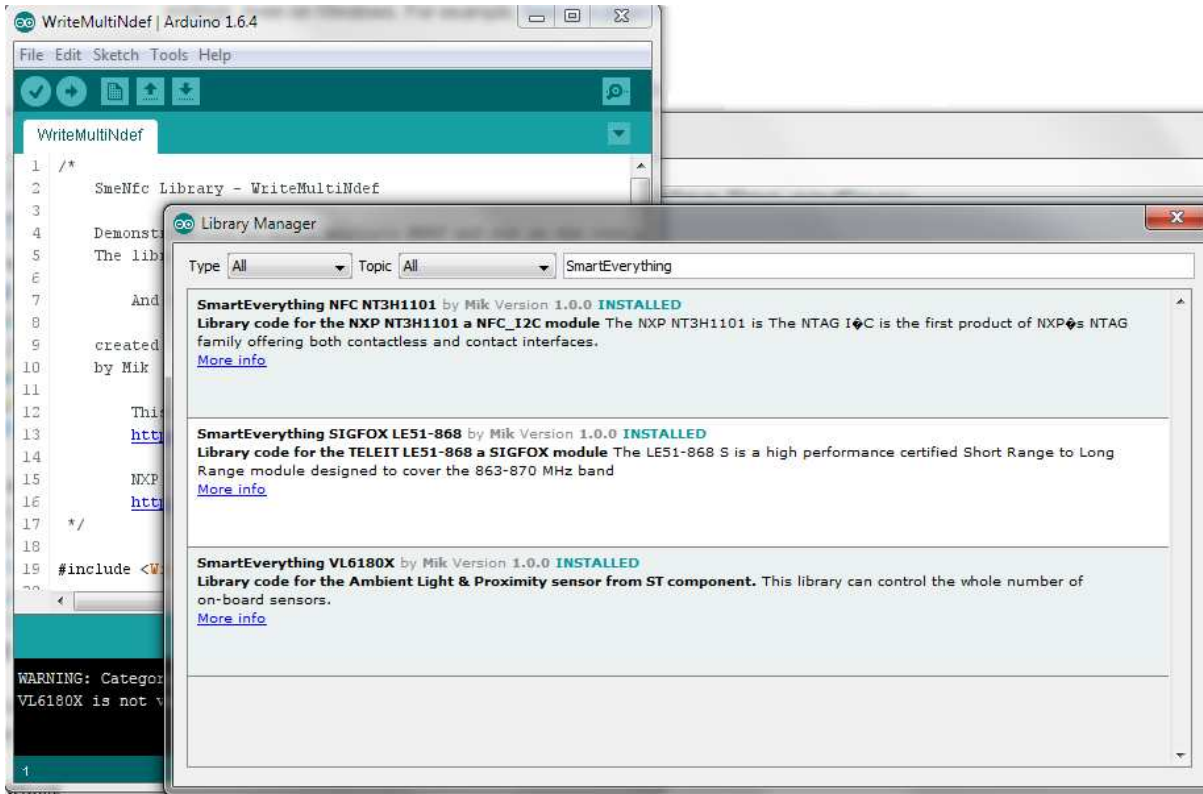 WriteMultiNdef | Arduino 1.6.4
File Edit Sketch Tools Help
WriteMultiNdef
1 /*
2 SmeNfc Library - WriteMultiNdef
3
4
5 The
6
7 And
8
9 created
10 by Mik
11
12
13
14
15 NXP
16
17 */
18
19 #include
Library Manager
Type All Topic All SmartEverything
SmartEverything NFC NT3H1101 by Mik Version 1.0.0 INSTALLED
Library code for the NXP NT3H1101 a NFC_I2C module The NXP NT3H1101 is The NTAG I�C is the first product of NXP�s NTAG
family offering both contactless and contact interfaces.
More info
SmartEverything SIGFOX LE51-868 by Mik Version 1.0.0 INSTALLED
Library code for the TELEIT LE51-868 a SIGFOX module The LE51-868 S is a high performance certified Short Range to Long
Range module designed to cover the 863-870 MHz band
More info
SmartEverything VL6180X by Mik Version 1.0.0 INSTALLED
Library code for the Ambient Light & Proximity sensor from ST component. This library can control the whole number of
on-board sensors.
More info
WARNING: Categor
VL6180X is not v
1